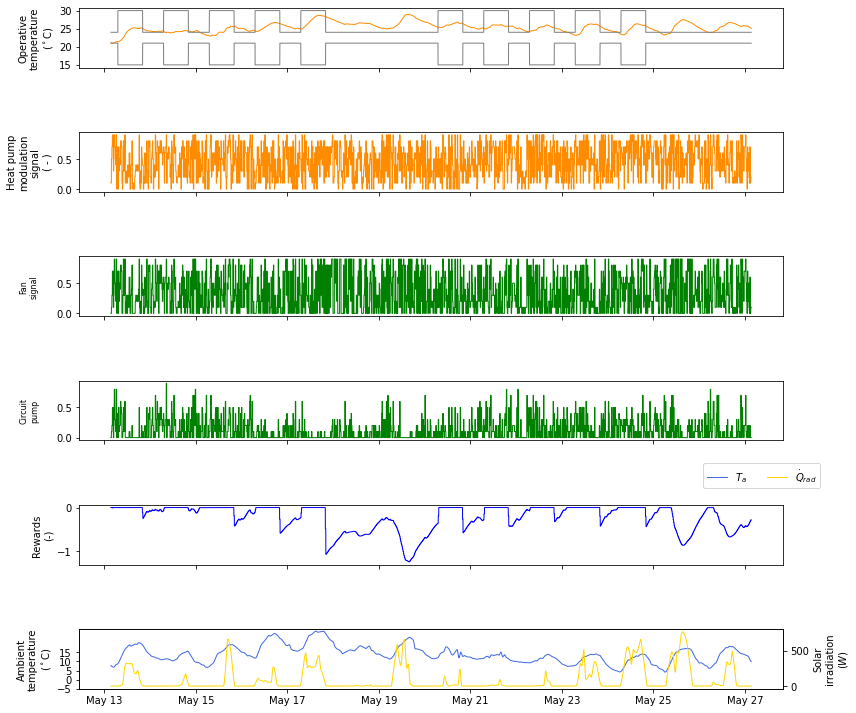 Operative
temperature
(°C)
30
25
20
15
Heat pump
modulation
signal
( - )
0.5
0.0
Fan
signal
0.5
0.0
Circuit
pump
0.5
0.0
T_a
Q̇_rad
Rewards
(-)
0
−1
Ambient
temperature
(°C)
15
10
5
0
−5
500
0
Solar
irradiation
(W)
May 13
May 15
May 17
May 19
May 21
May 23
May 25
May 27